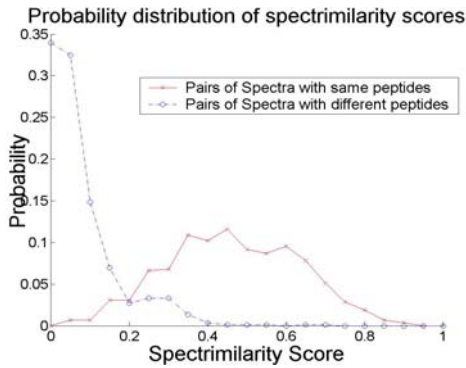 Probability distribution of spectrimilarity scores
0.35
0.3
0.25
0.2
0.15
0.1
0.05
0
Probability
Pairs of Spectra with same peptides
Pairs of Spectra with different peptides
0 0.2 0.4 0.6 0.8 1
Spectrimilarity Score